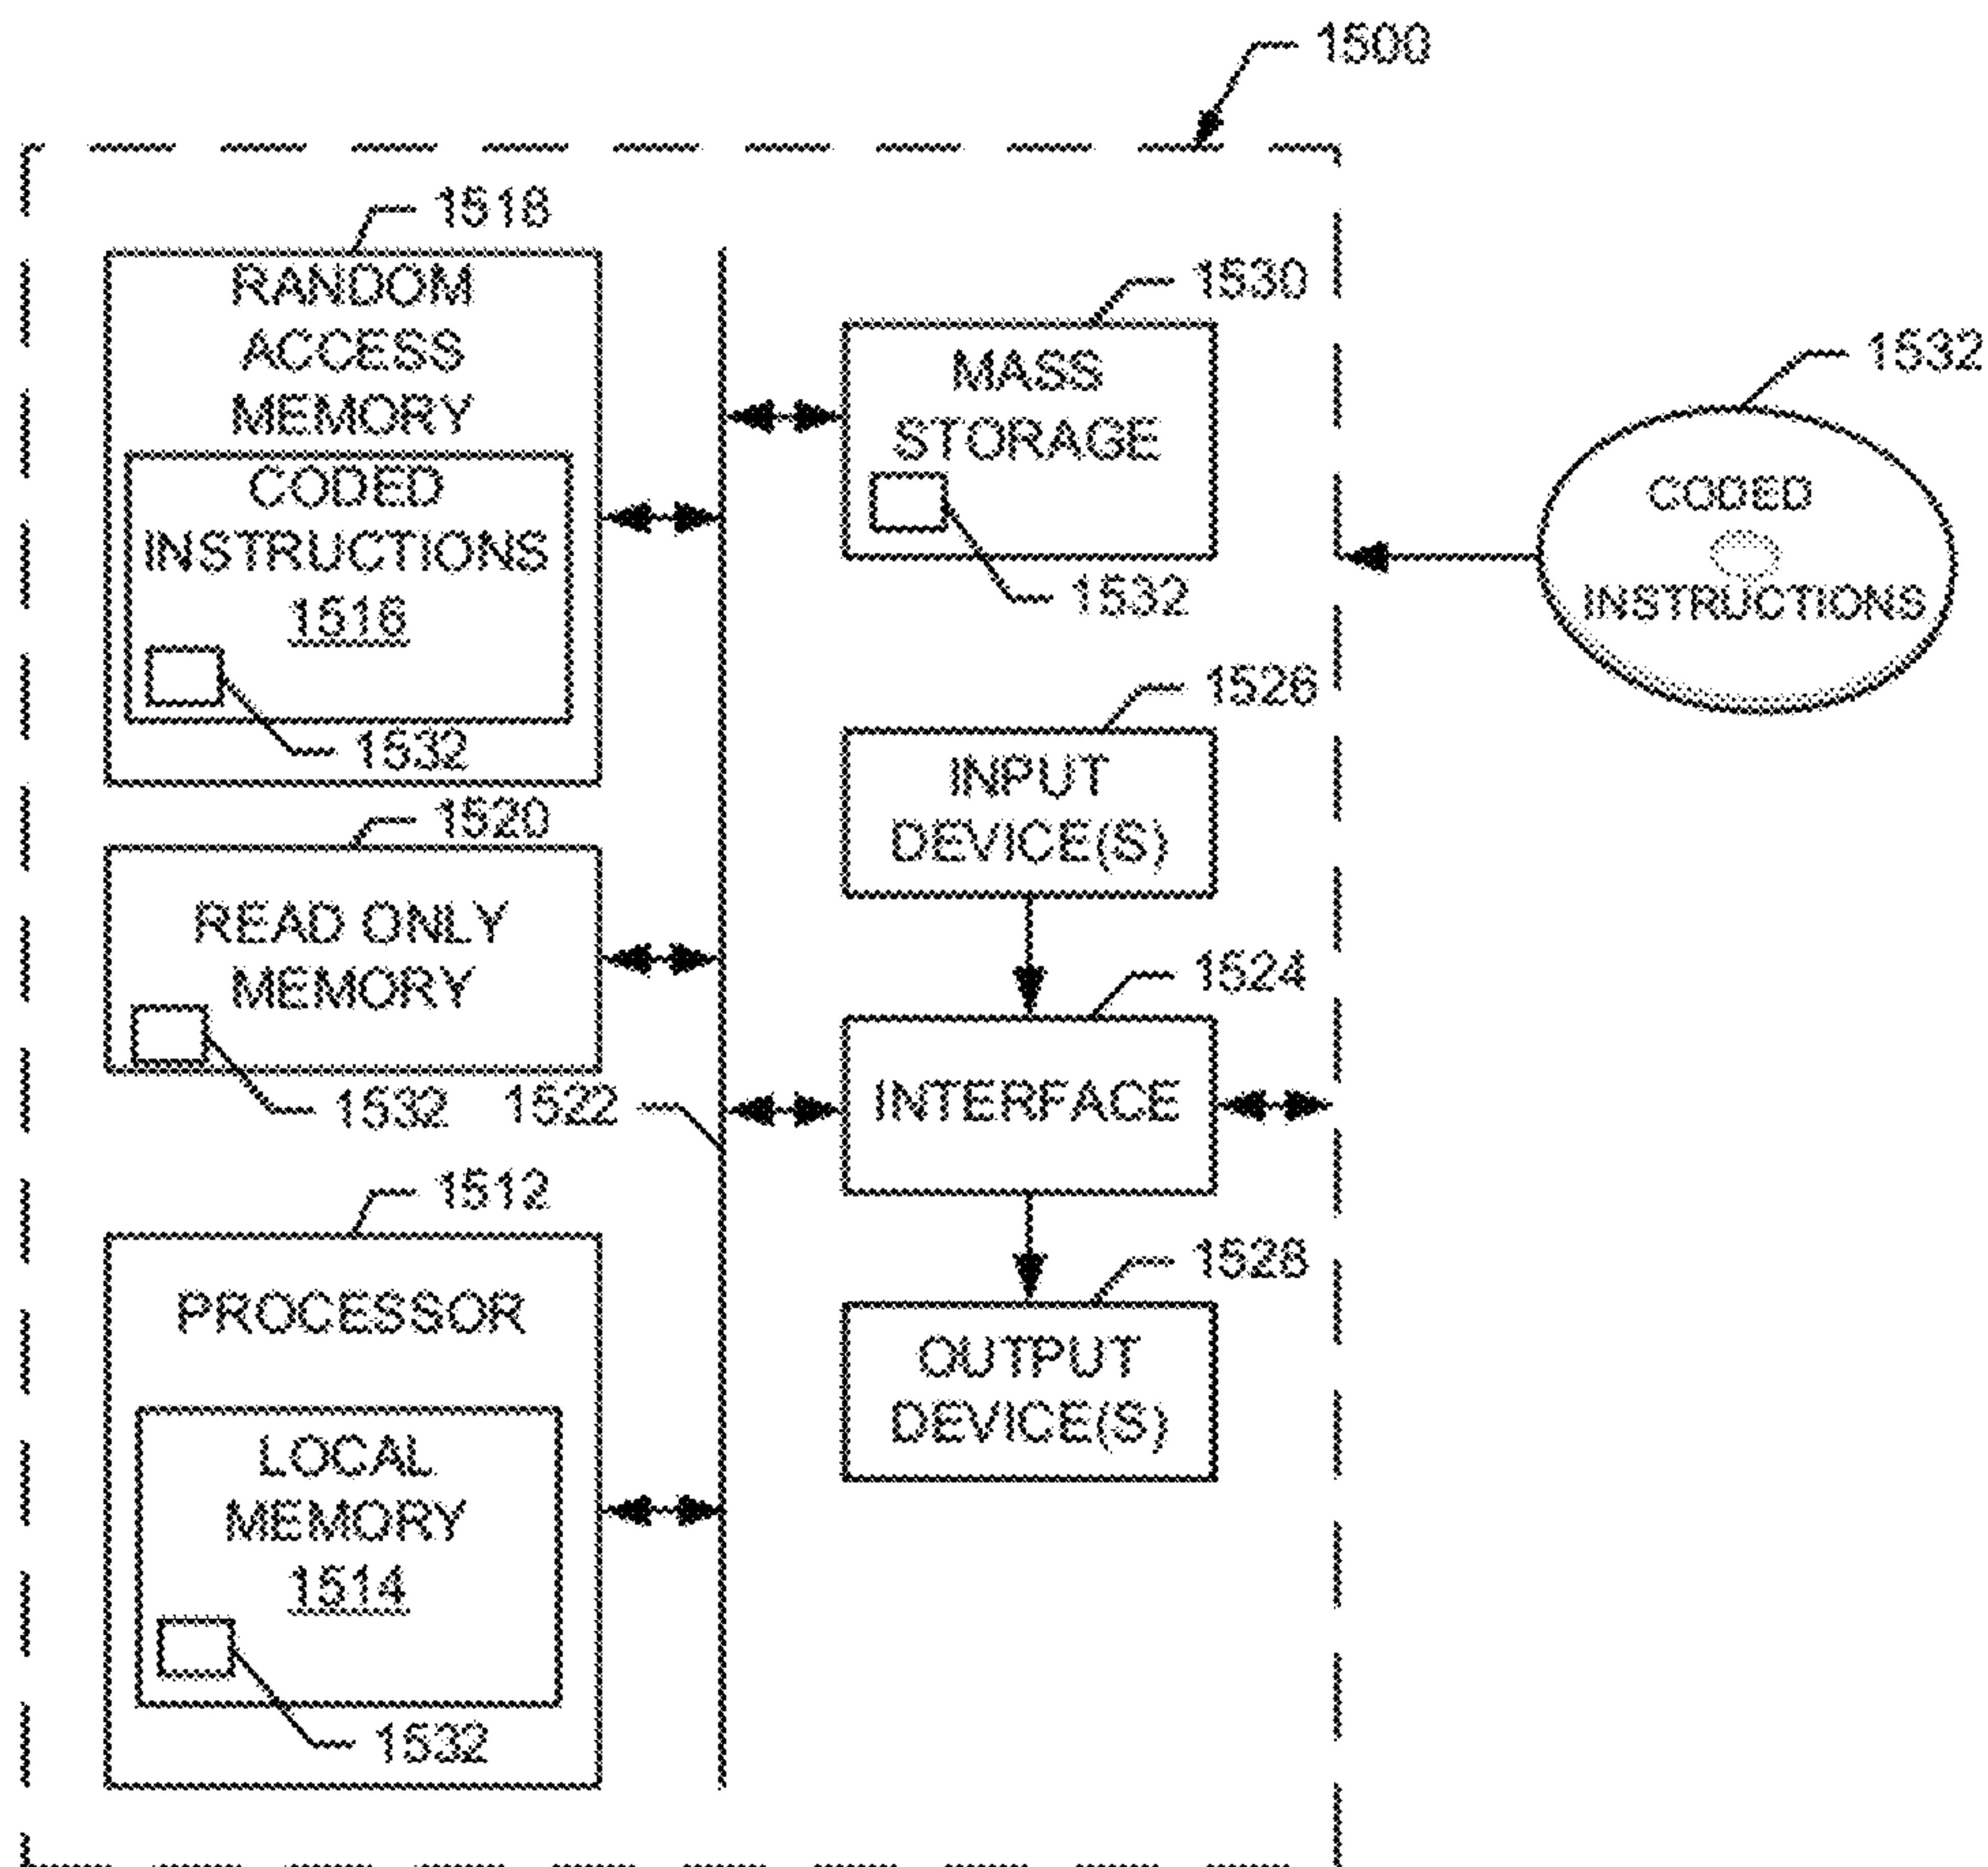 1500
1518
RANDOM
ACCESS
MEMORY
CODED
INSTRUCTIONS
1516
1532
1530
MASS
STORAGE
1532
1532
CODED
INSTRUCTIONS
1526
INPUT
DEVICE(S)
1520
READ ONLY
MEMORY
1532
1522
1524
INTERFACE
1512
PROCESSOR
LOCAL
MEMORY
1514
1532
1528
OUTPUT
DEVICE(S)